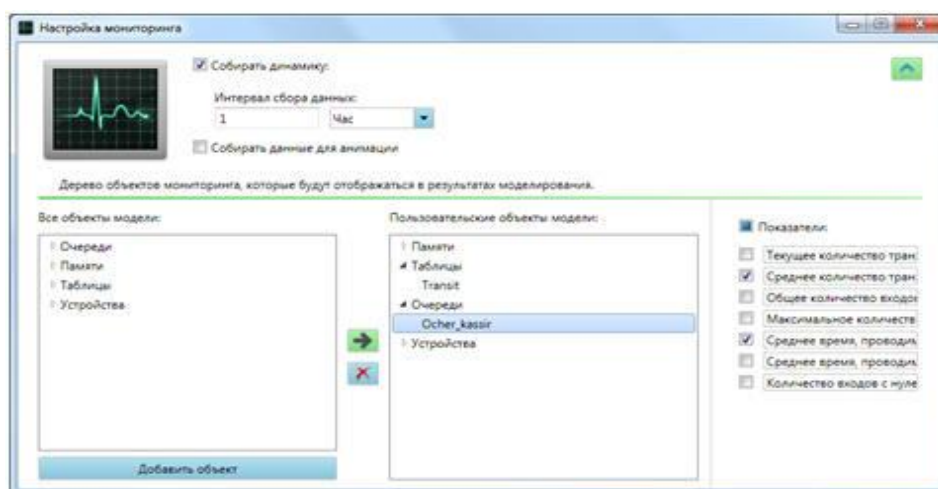 Настройка мониторинга
Собирать динамику:
Интервал сбора данных:
1 Час
Собирать данные для анимации
Дерево объектов мониторинга, которые будут отображаться в результатах моделирования.
Все объекты модели:
Очереди
Памяти
Таблицы
Устройства
Добавить объект
Пользовательские объекты модели:
Памяти
Таблицы
Transit
Очереди
Ocher_kassir
Устройства
Показатели:
Текущее количество тран
Среднее количество тран
Общее количество входо
Максимальное количеств
Среднее время, проводи
Среднее время, проводи
Количество входов с нуле